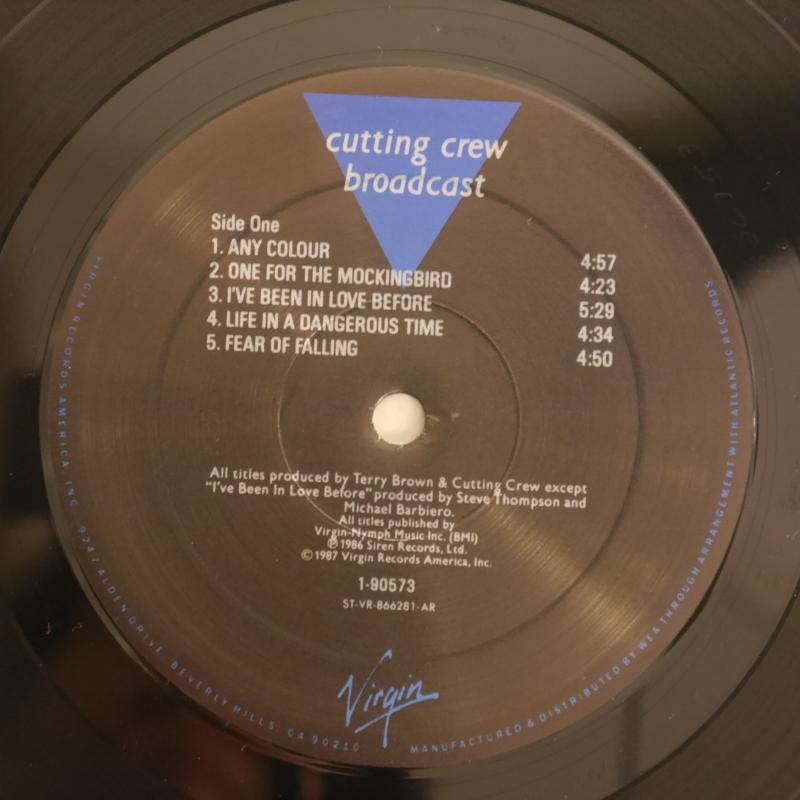 cutting crew
broadcast
Side One
1. ANY COLOUR 4:57
2. ONE FOR THE MOCKINGBIRD 4:23
3. I'VE BEEN IN LOVE BEFORE 5:29
4. LIFE IN A DANGEROUS TIME 4:34
5. FEAR OF FALLING 4:50
All titles produced by Terry Brown & Cutting Crew except
"I've Been In Love Before" produced by Steve Thompson and
Michael Barbiero.
All titles published by
Virgin-Nymph Music Inc. (BMI)
℗1986 Siren Records, Ltd.
©1987 Virgin Records America, Inc.
1-90573
ST-VR-866281-AR
Virgin
VIRGIN RECORDS AMERICA, INC. 9247 ALDEN DRIVE, BEVERLY HILLS, CA 90210
MANUFACTURED & DISTRIBUTED BY WEA THROUGH ARRANGEMENT WITH ATLANTIC RECORDS